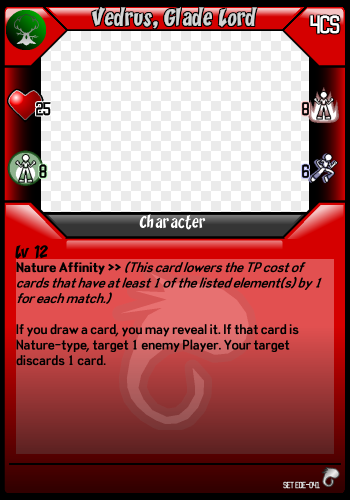 Vedrus, Glade Lord
4CS
25
8
8
6
Character
Lv 12
Nature Affinity >> (This card lowers the TP cost of
cards that have at least 1 of the listed element(s) by 1
for each match.)
If you draw a card, you may reveal it. If that card is
Nature-type, target 1 enemy Player. Your target
discards 1 card.
SET EDE-041